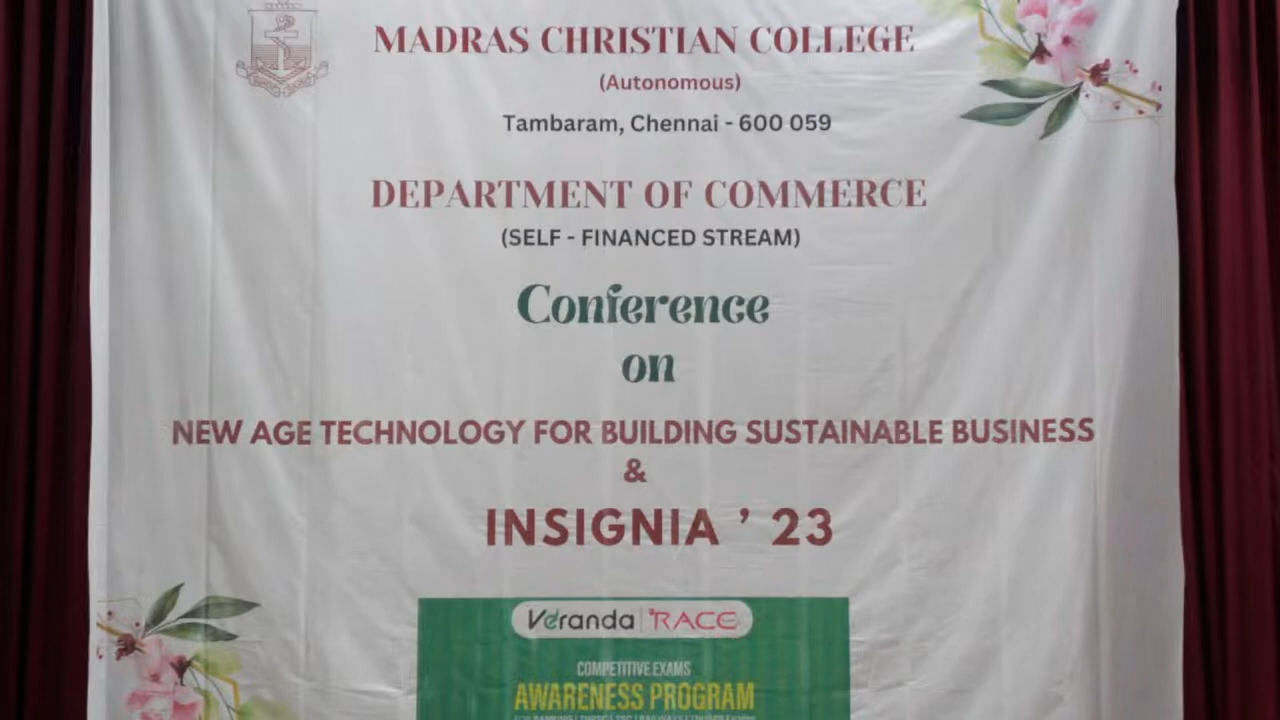 MADRAS CHRISTIAN COLLEGE
(Autonomous)
Tambaram, Chennai - 600 059
DEPARTMENT OF COMMERCE
(SELF - FINANCED STREAM)
Conference
on
NEW AGE TECHNOLOGY FOR BUILDING SUSTAINABLE BUSINESS
&
INSIGNIA ' 23
Veranda RACE
COMPETITIVE EXAMS
AWARENESS PROGRAM